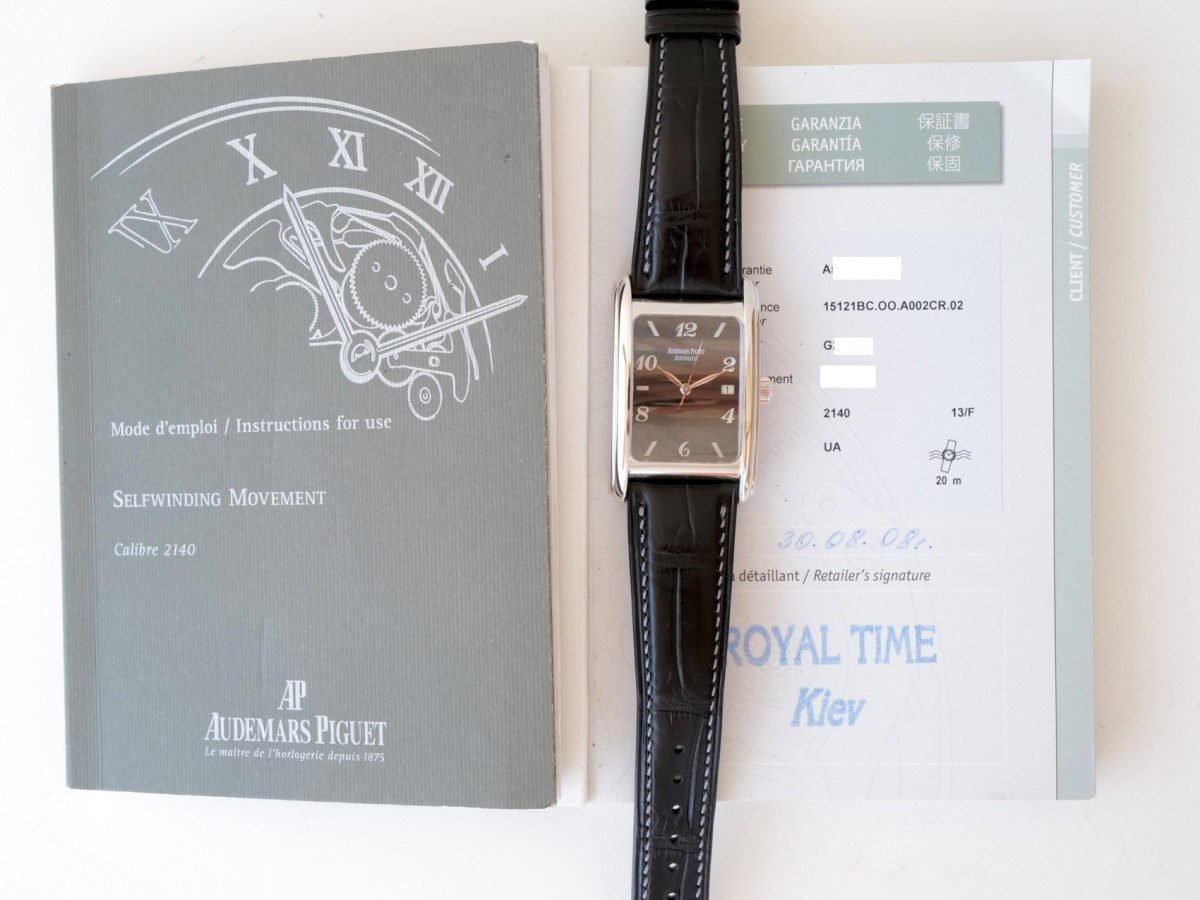 IX
X
XI
XII
I
Mode d'emploi / Instructions for use
SELFWINDING MOVEMENT
Calibre 2140
AP
AUDEMARS PIGUET
Le maître de l'horlogerie depuis 1875
12
AUDEMARS PIGUET
AUTOMATIC
10 2
1
8 4
6
GARANZIA 保証書
GARANTÍA 保修
ГАРАНТИЯ 保固
CLIENT / CUSTOMER
15121BC.OO.A002CR.02
2140 13/F
UA
20 m
30.08.08г.
détaillant / Retailer's signature
ROYAL TIME
Kiev